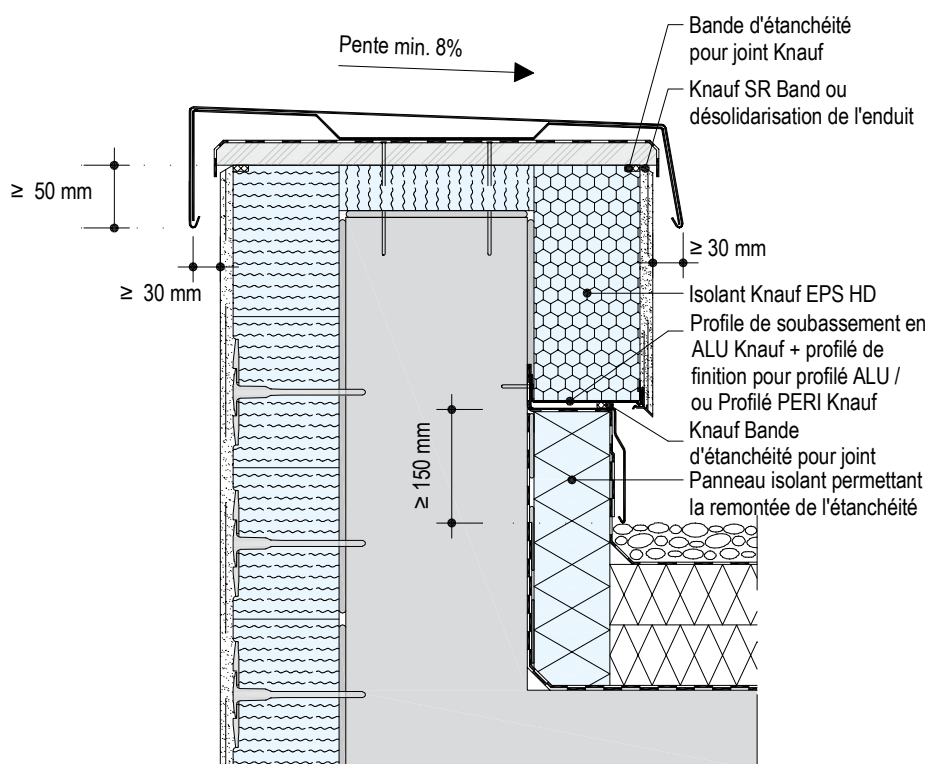 Pente min. 8%
Bande d'étanchéité
pour joint Knauf
Knauf SR Band ou
désolidarisation de l'enduit
≥ 50 mm
≥ 30 mm
≥ 30 mm
Isolant Knauf EPS HD
Profile de soubassement en
ALU Knauf + profilé de
finition pour profilé ALU /
ou Profilé PERI Knauf
Knauf Bande
d'étanchéité pour joint
Panneau isolant permettant
la remontée de l'étanchéité
≥ 150 mm